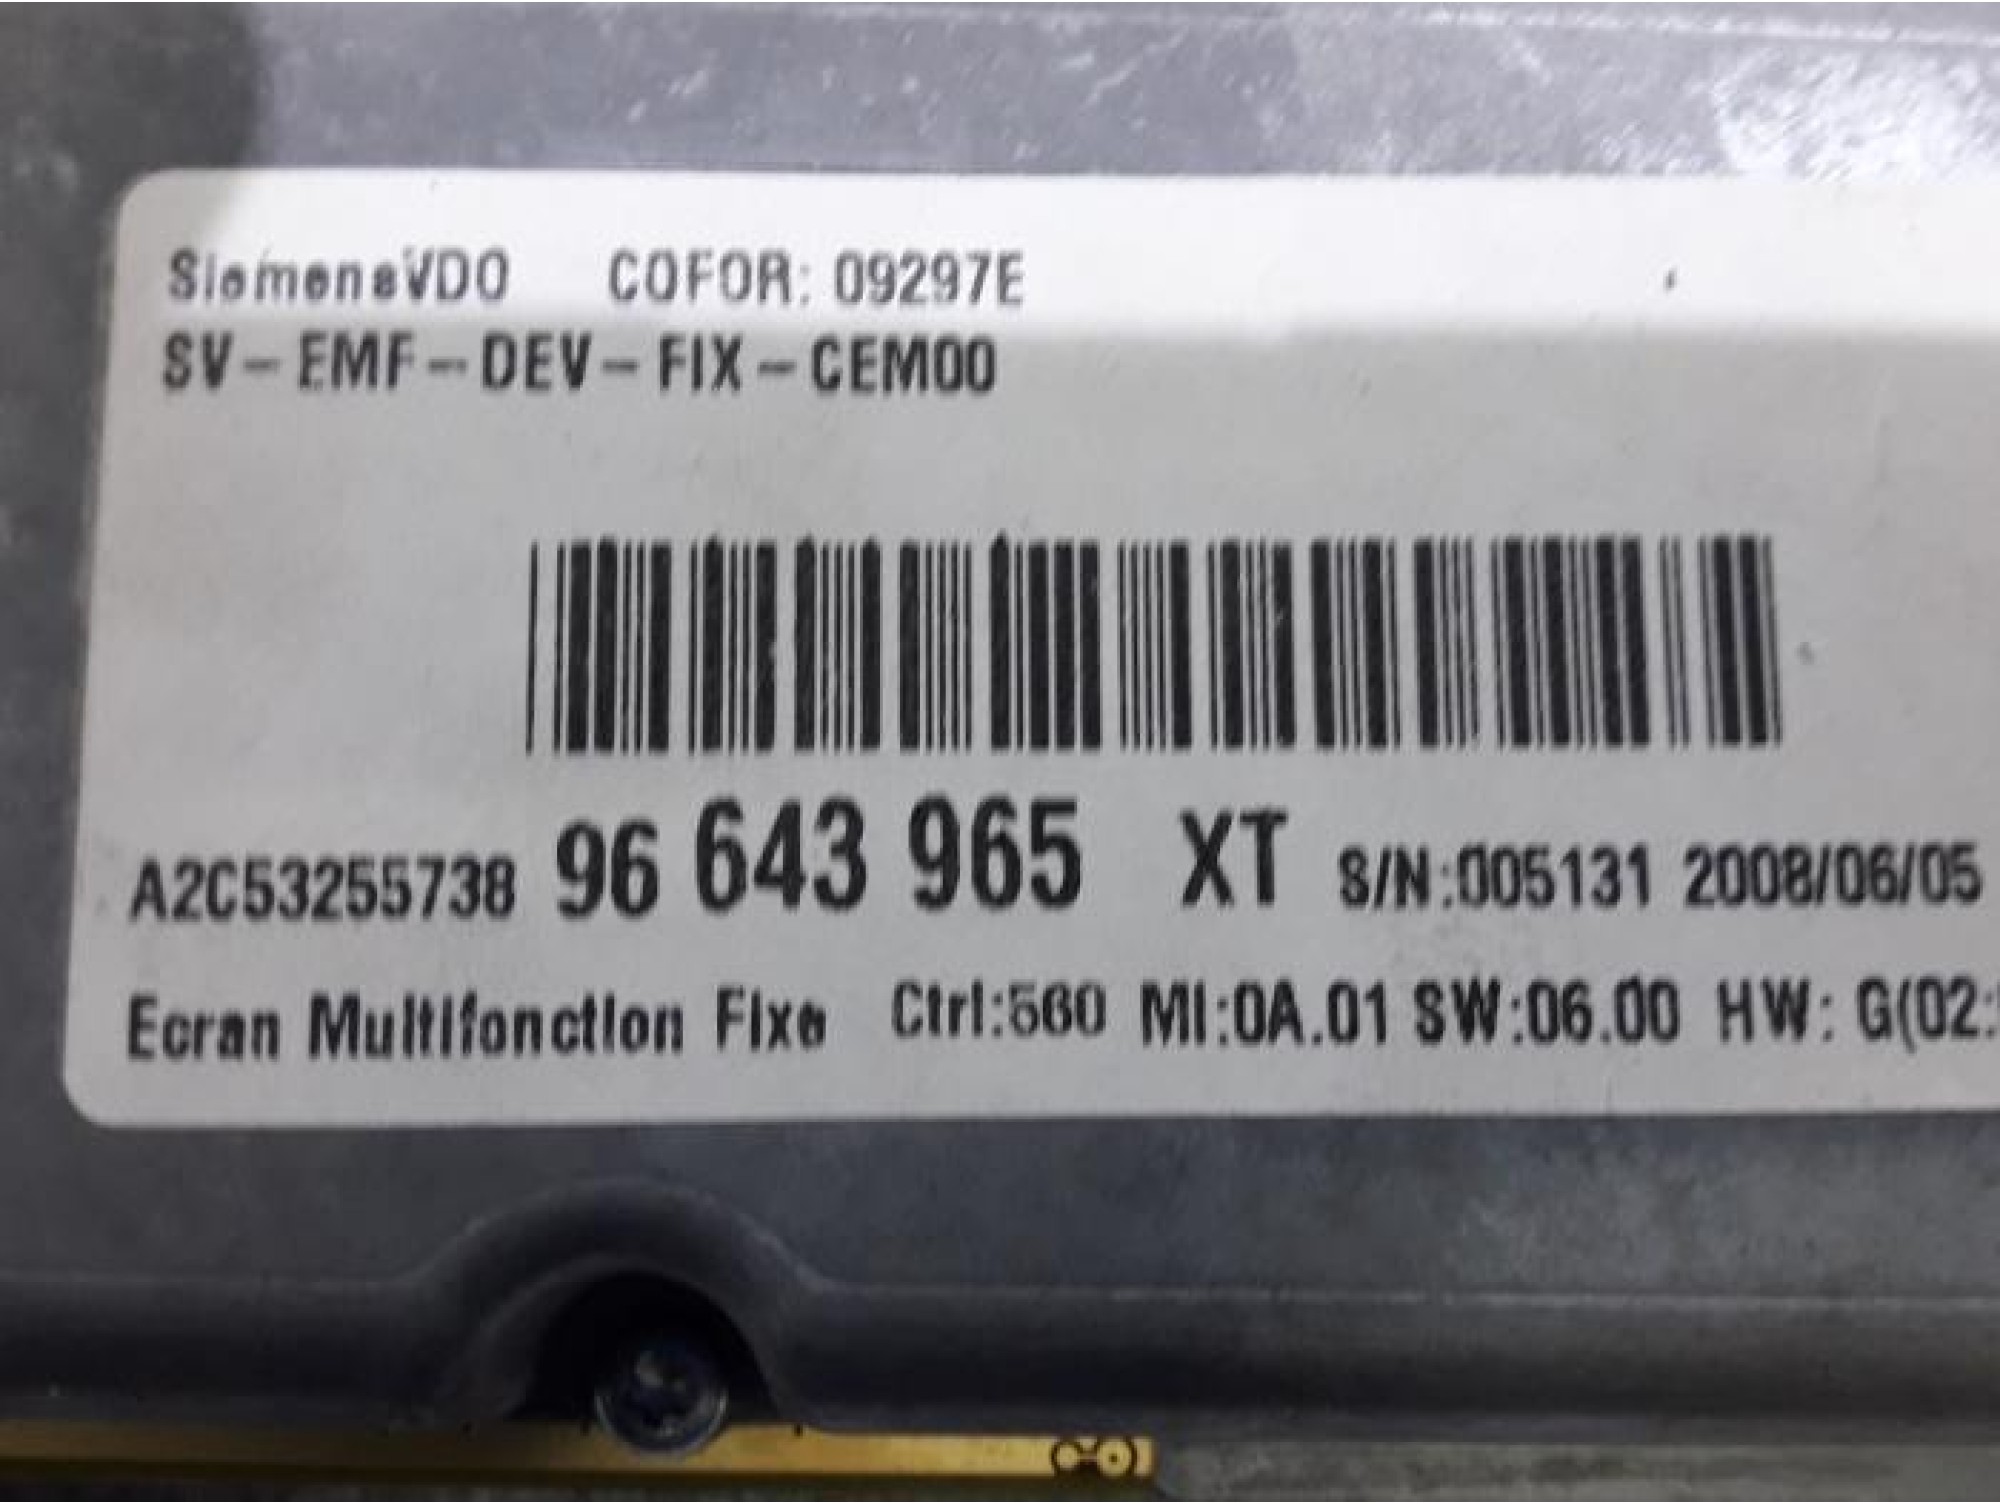 SiemensVDO COFOR: 09297E
SV-EMF-DEV-FIX-CEM00
A2C53255738 96 643 965 XT S/N:005131 2008/06/05
Ecran Multifonction Fixe Ctrl:560 MI:0A.01 SW:06.00 HW: G(02: